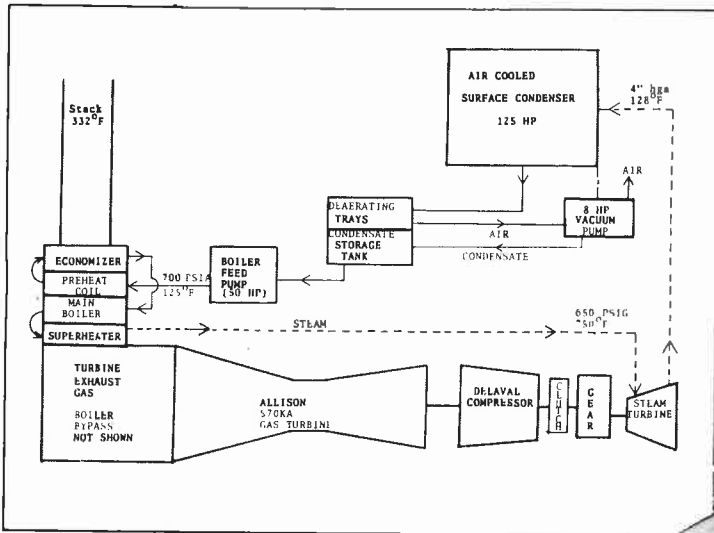 Stack
332°F
AIR COOLED
SURFACE CONDENSER
125 HP
4" hga
128°F
AIR
DEAERATING
TRAYS
AIR
8 HP
VACUUM
PUMP
CONDENSATE
STORAGE
TANK
CONDENSATE
ECONOMIZER
PREHEAT
COIL
MAIN
BOILER
SUPERHEATER
700 PSIA
125°F
BOILER
FEED
PUMP
(50 HP)
STEAM
650 PSIG
750°F
TURBINE
EXHAUST
GAS
BOILER
BYPASS
NOT SHOWN
ALLISON
570KA
GAS TURBINE
DELAVAL
COMPRESSOR
CLUTCH
GEAR
STEAM
TURBINE